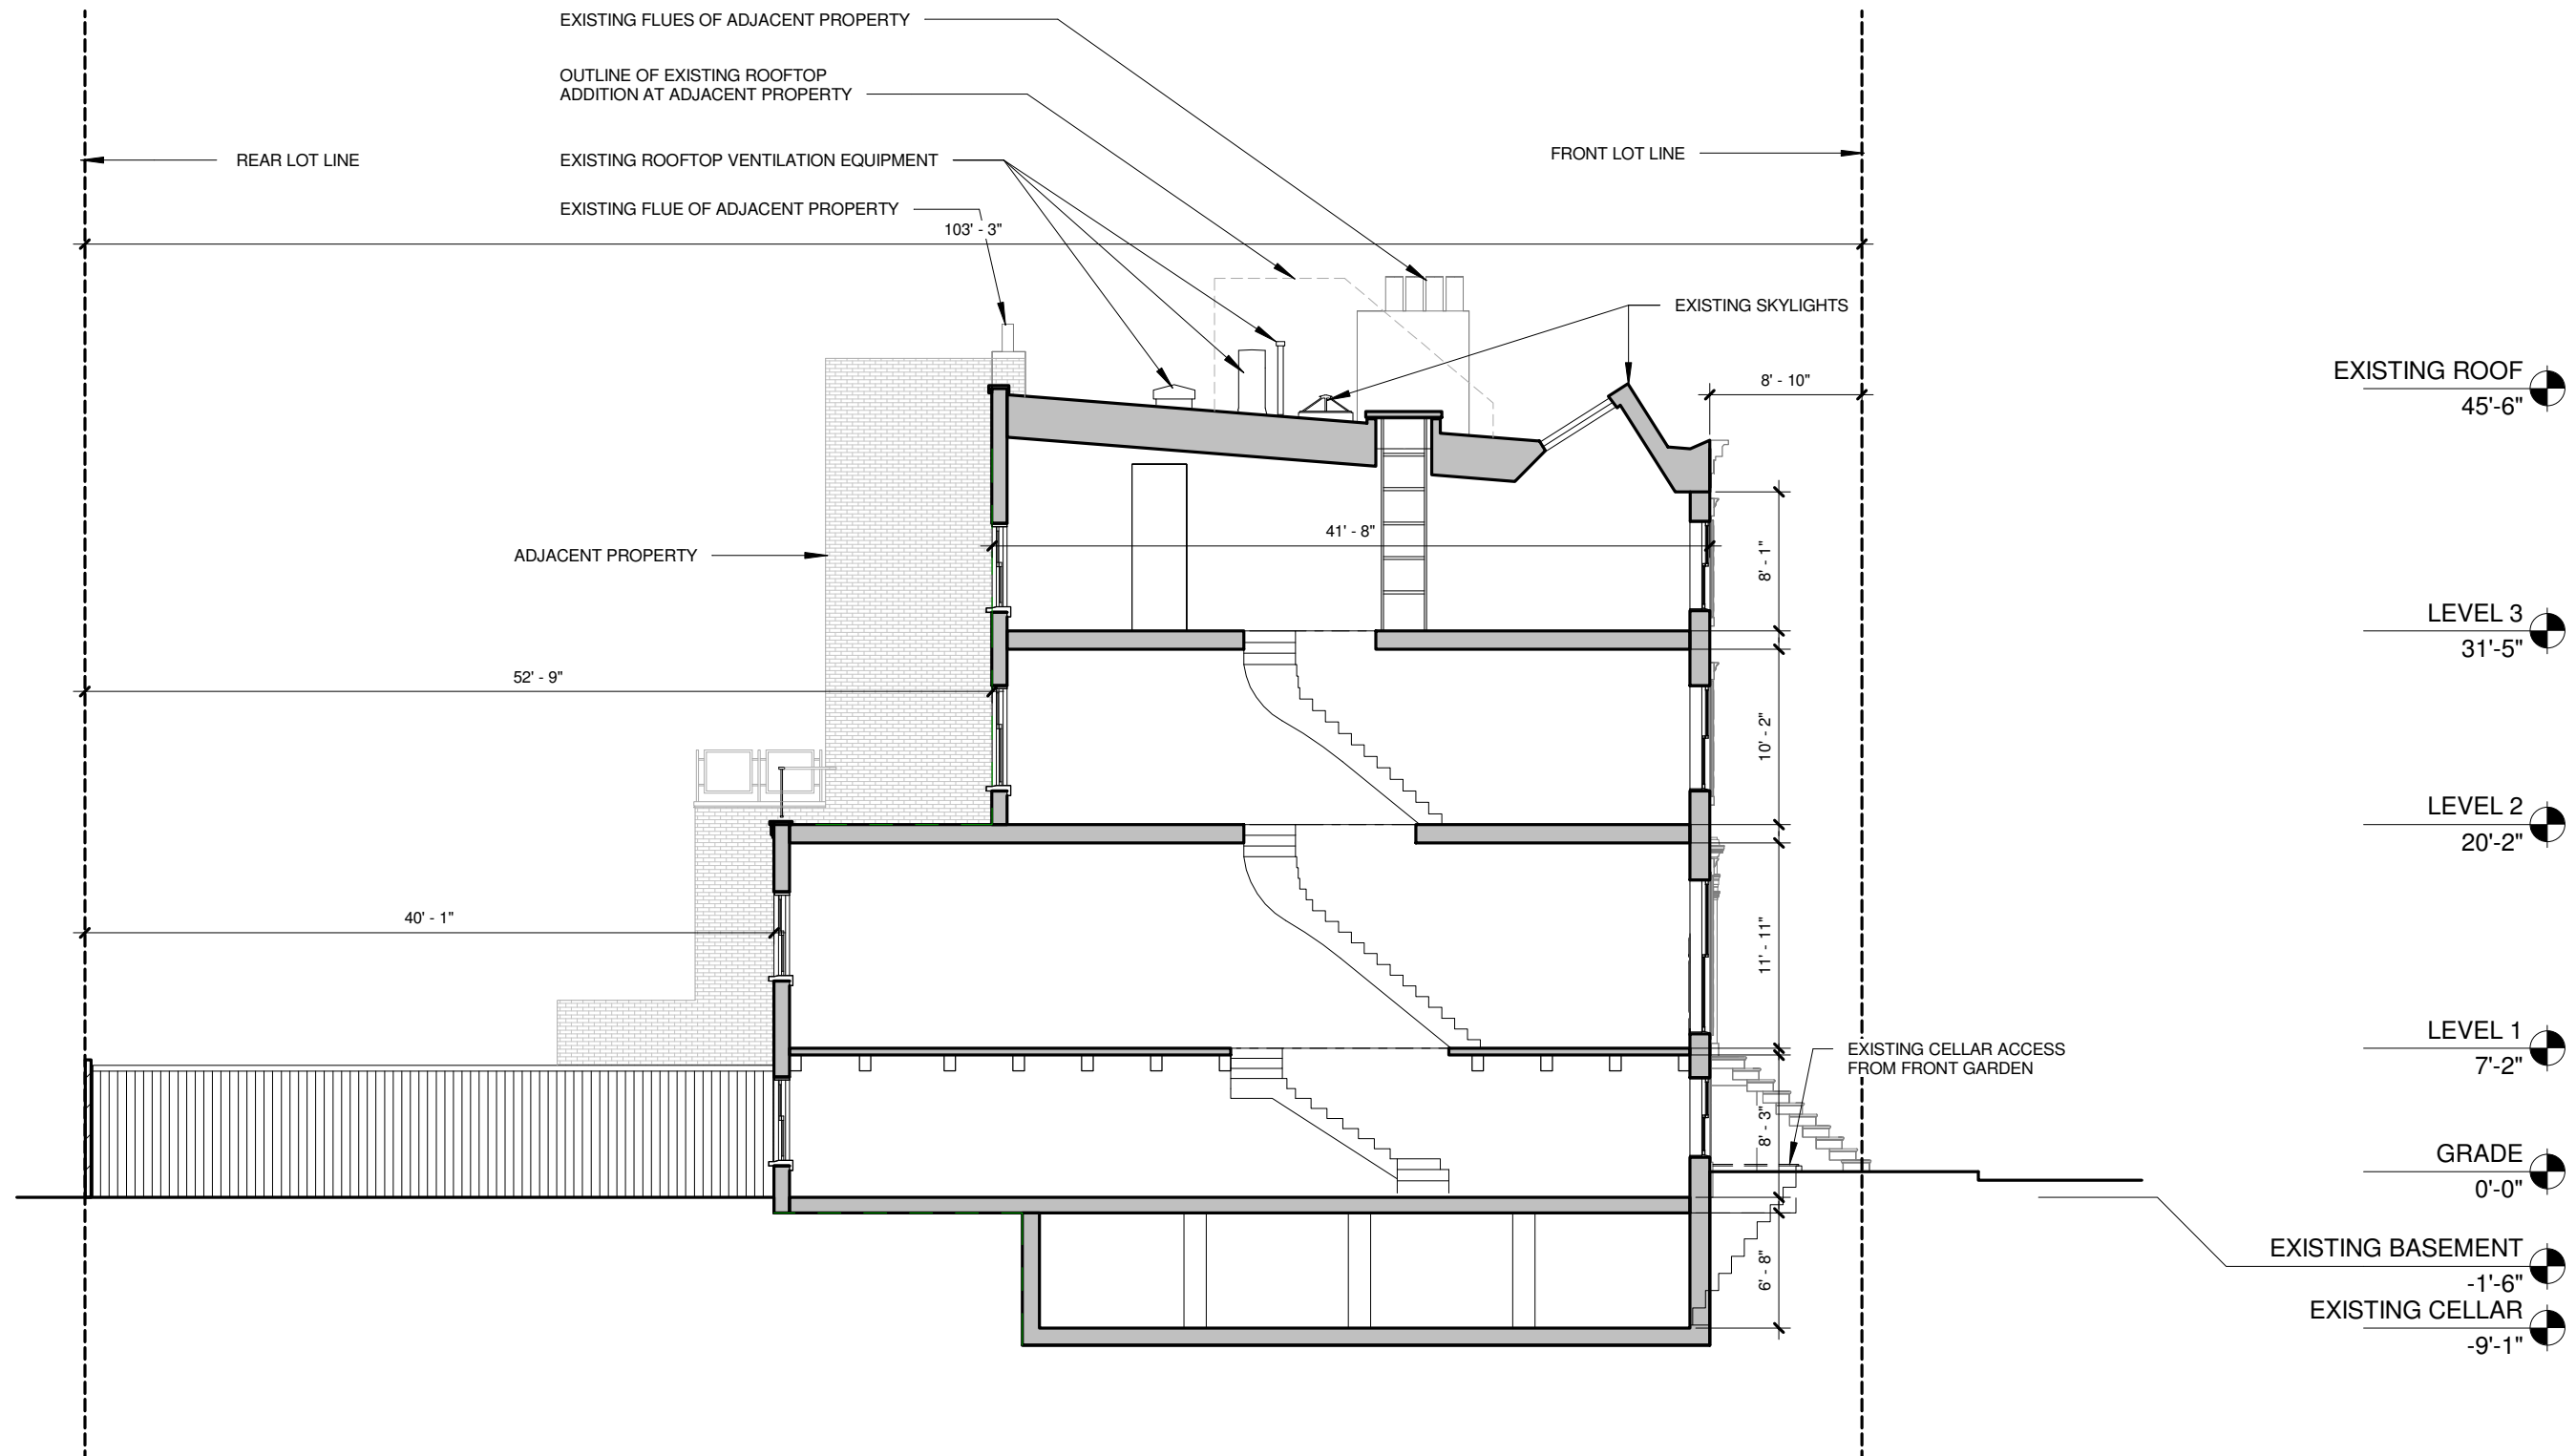 EXISTING FLUES OF ADJACENT PROPERTY
OUTLINE OF EXISTING ROOFTOP
ADDITION AT ADJACENT PROPERTY
REAR LOT LINE
EXISTING ROOFTOP VENTILATION EQUIPMENT
FRONT LOT LINE
EXISTING FLUE OF ADJACENT PROPERTY
103' - 3"
EXISTING SKYLIGHTS
8' - 10"
EXISTING ROOF
45'-6"
41' - 8"
ADJACENT PROPERTY
8' - 1"
LEVEL 3
31'-5"
52' - 9"
10' - 2"
LEVEL 2
20'-2"
40' - 1"
11' - 11"
LEVEL 1
7'-2"
EXISTING CELLAR ACCESS
FROM FRONT GARDEN
8' - 3"
GRADE
0'-0"
EXISTING BASEMENT
-1'-6"
6' - 8"
EXISTING CELLAR
-9'-1"